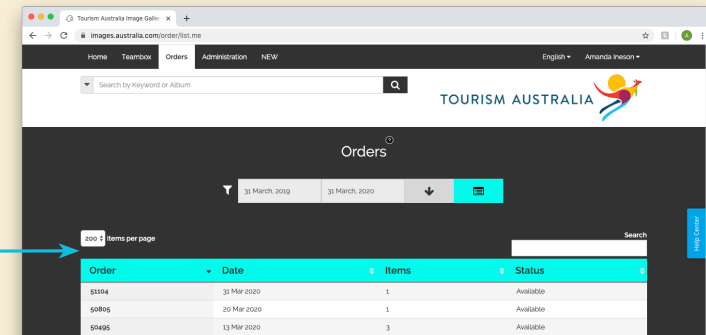 Tourism Australia Image Galler
images.australia.com/order/list.me
A
Home Teambox Orders Administration NEW English Amanda Ineson
Search by Keyword or Album
TOURISM AUSTRALIA
Orders
31 March, 2019 31 March, 2020
200 items per page
Search
Help Center
Order Date Items Status
51104 31 Mar 2020 1 Available
50805 20 Mar 2020 1 Available
50495 13 Mar 2020 3 Available